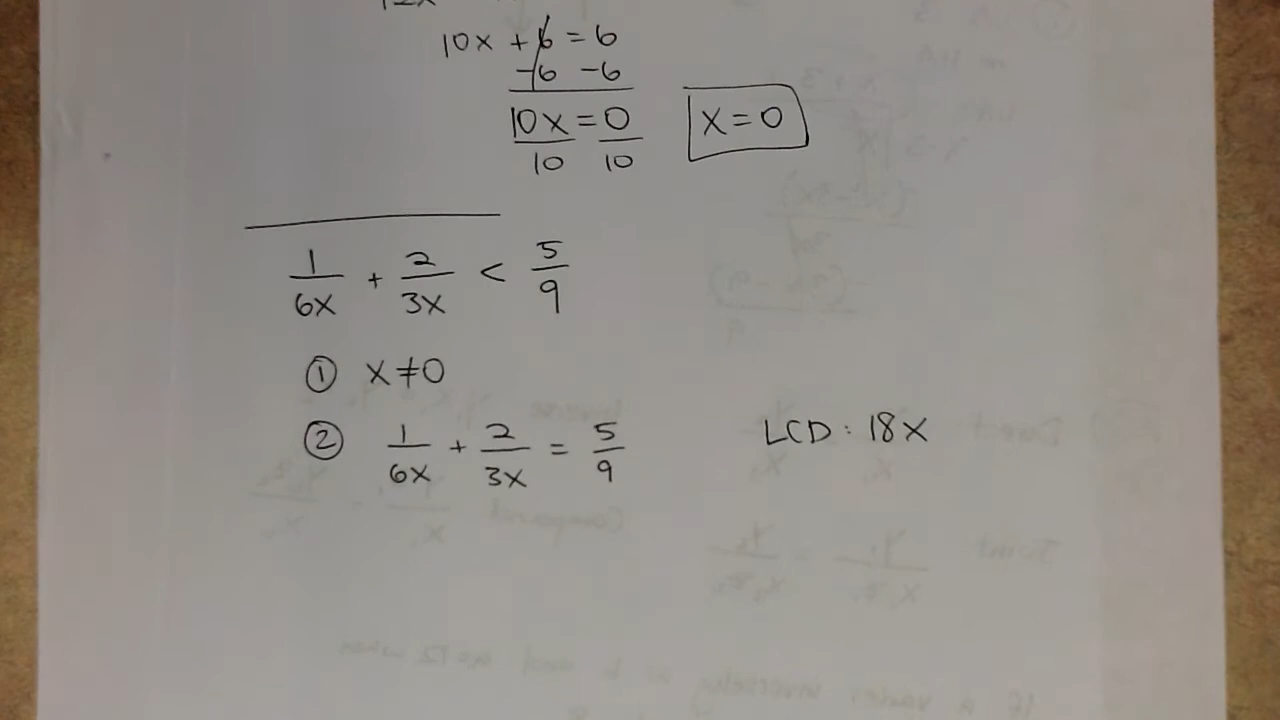 12x
10x + 6 = 6
-6 -6
10x = 0
10 10
x = 0
1/6x + 2/3x < 5/9
① x ≠ 0
② 1/6x + 2/3x = 5/9
LCD : 18x